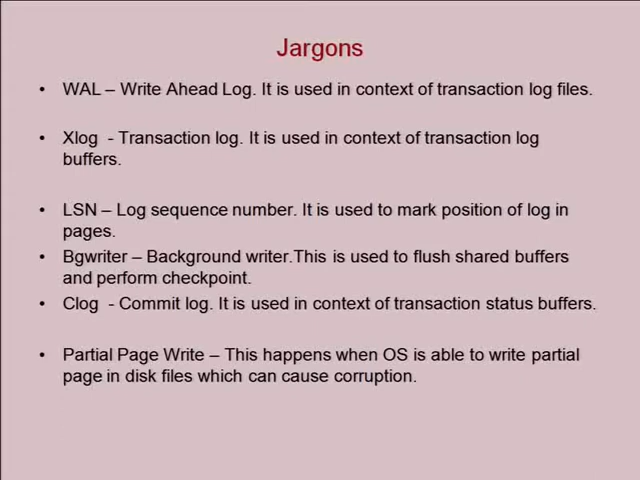 Jargons
• WAL – Write Ahead Log. It is used in context of transaction log files.
• Xlog - Transaction log. It is used in context of transaction log
buffers.
• LSN – Log sequence number. It is used to mark position of log in
pages.
• Bgwriter – Background writer.This is used to flush shared buffers
and perform checkpoint.
• Clog - Commit log. It is used in context of transaction status buffers.
• Partial Page Write – This happens when OS is able to write partial
page in disk files which can cause corruption.